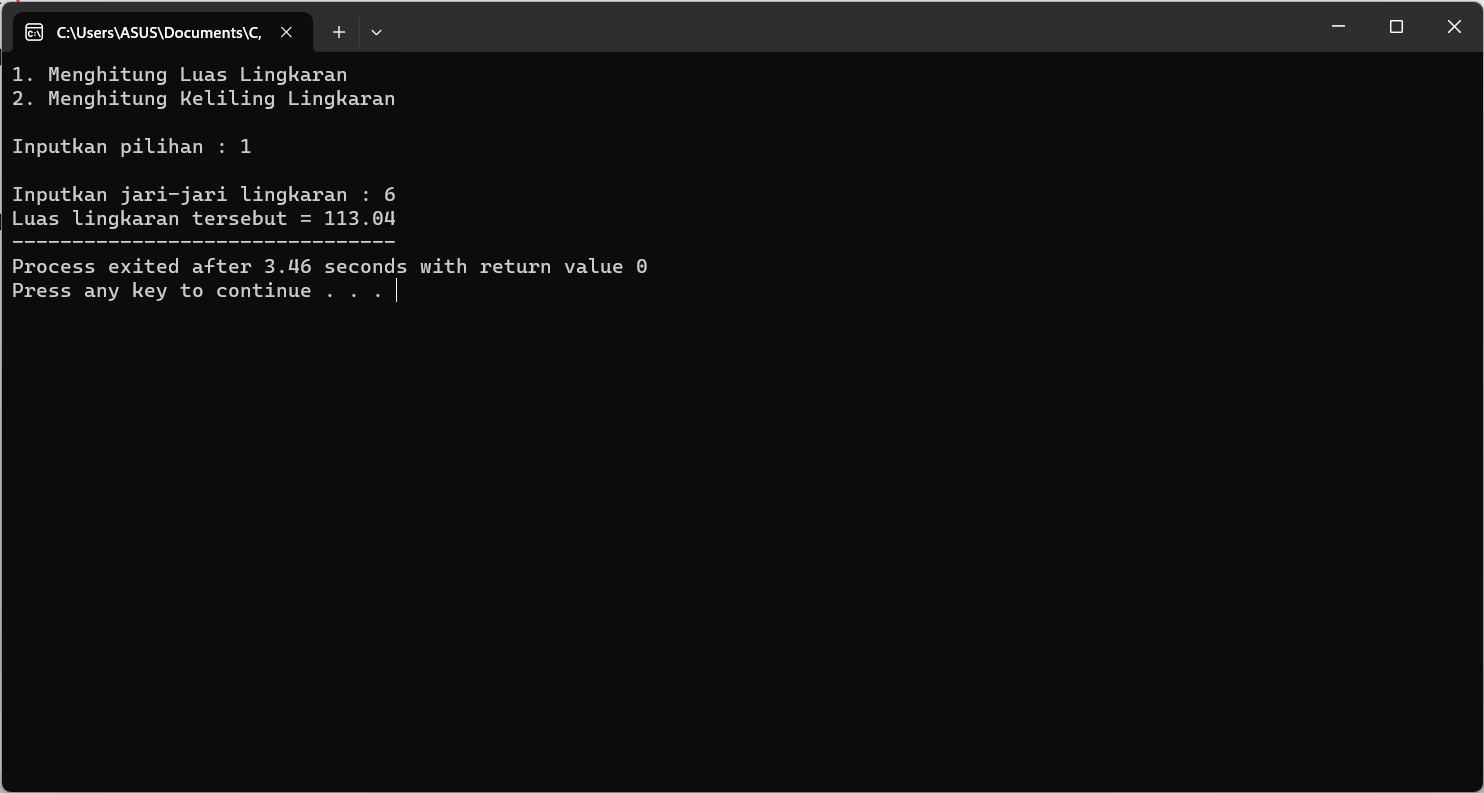 C:\Users\ASUS\Documents\C,
1. Menghitung Luas Lingkaran
2. Menghitung Keliling Lingkaran
Inputkan pilihan : 1
Inputkan jari-jari lingkaran : 6
Luas lingkaran tersebut = 113.04
--------------------------------
Process exited after 3.46 seconds with return value 0
Press any key to continue . . .